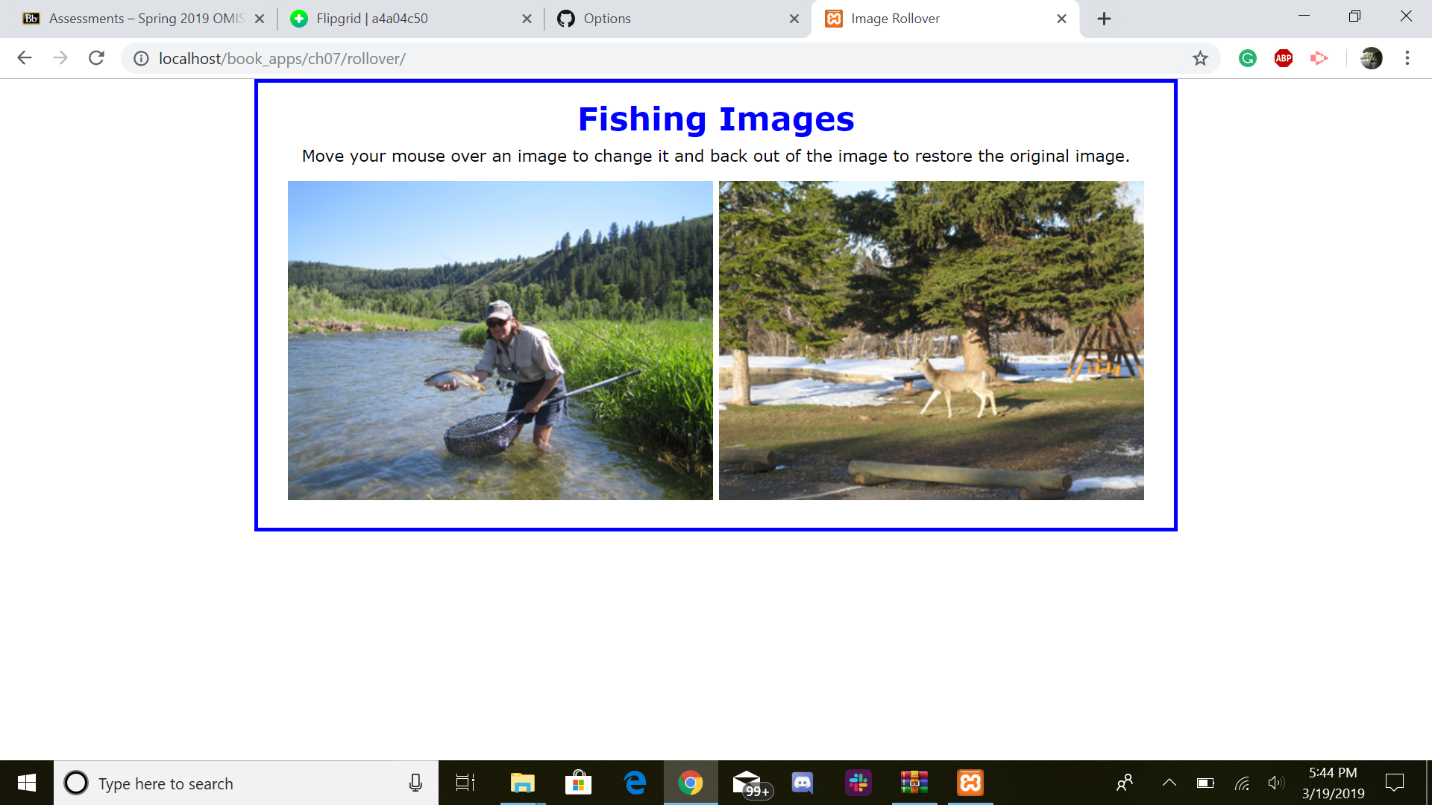 Bb Assessments – Spring 2019 OMIS
Flipgrid | a4a04c50
Options
Image Rollover
localhost/book_apps/ch07/rollover/
ABP
Fishing Images
Move your mouse over an image to change it and back out of the image to restore the original image.
Type here to search
99+
5:44 PM
3/19/2019